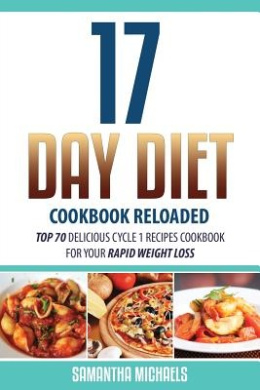 17
DAY DIET
COOKBOOK RELOADED
TOP 70 DELICIOUS CYCLE 1 RECIPES COOKBOOK
FOR YOUR RAPID WEIGHT LOSS
SAMANTHA MICHAELS